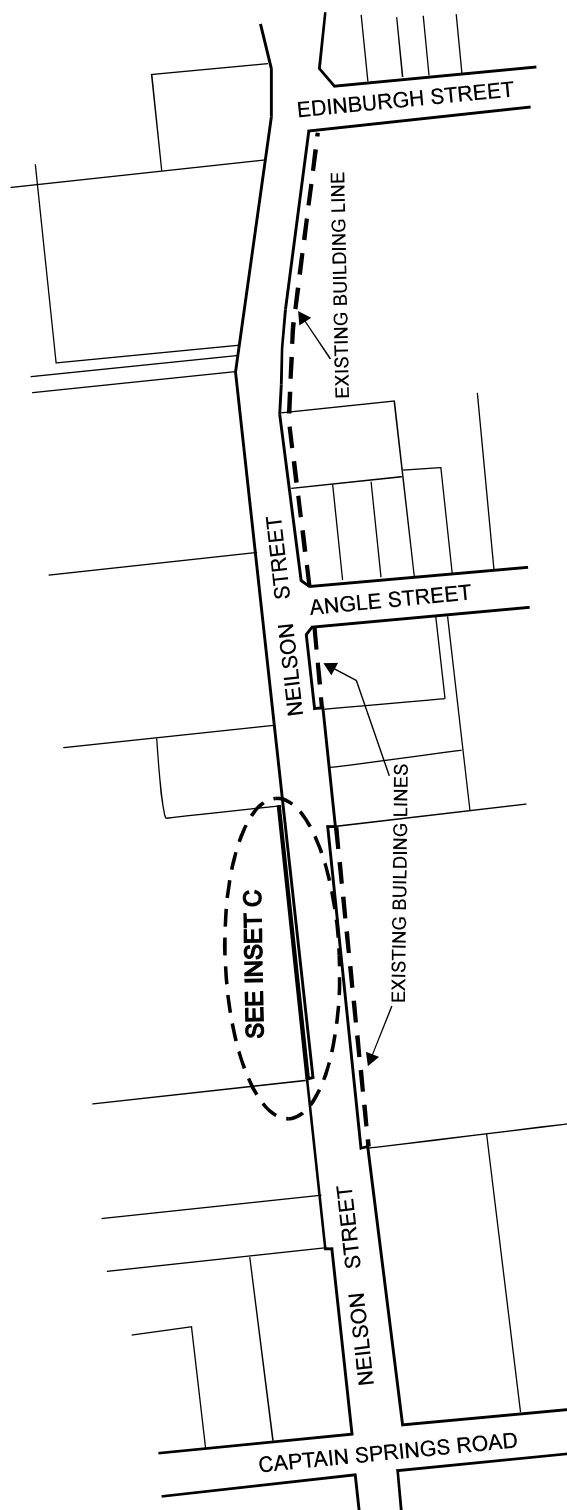 EDINBURGH STREET
EXISTING BUILDING LINE
NEILSON STREET
ANGLE STREET
EXISTING BUILDING LINES
SEE INSET C
NEILSON STREET
CAPTAIN SPRINGS ROAD